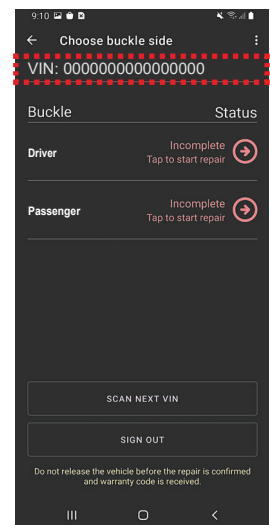 9:10
Choose buckle side
VIN: 0000000000000000
Buckle Status
Driver Incomplete
Tap to start repair
Passenger Incomplete
Tap to start repair
SCAN NEXT VIN
SIGN OUT
Do not release the vehicle before the repair is confirmed
and warranty code is received.